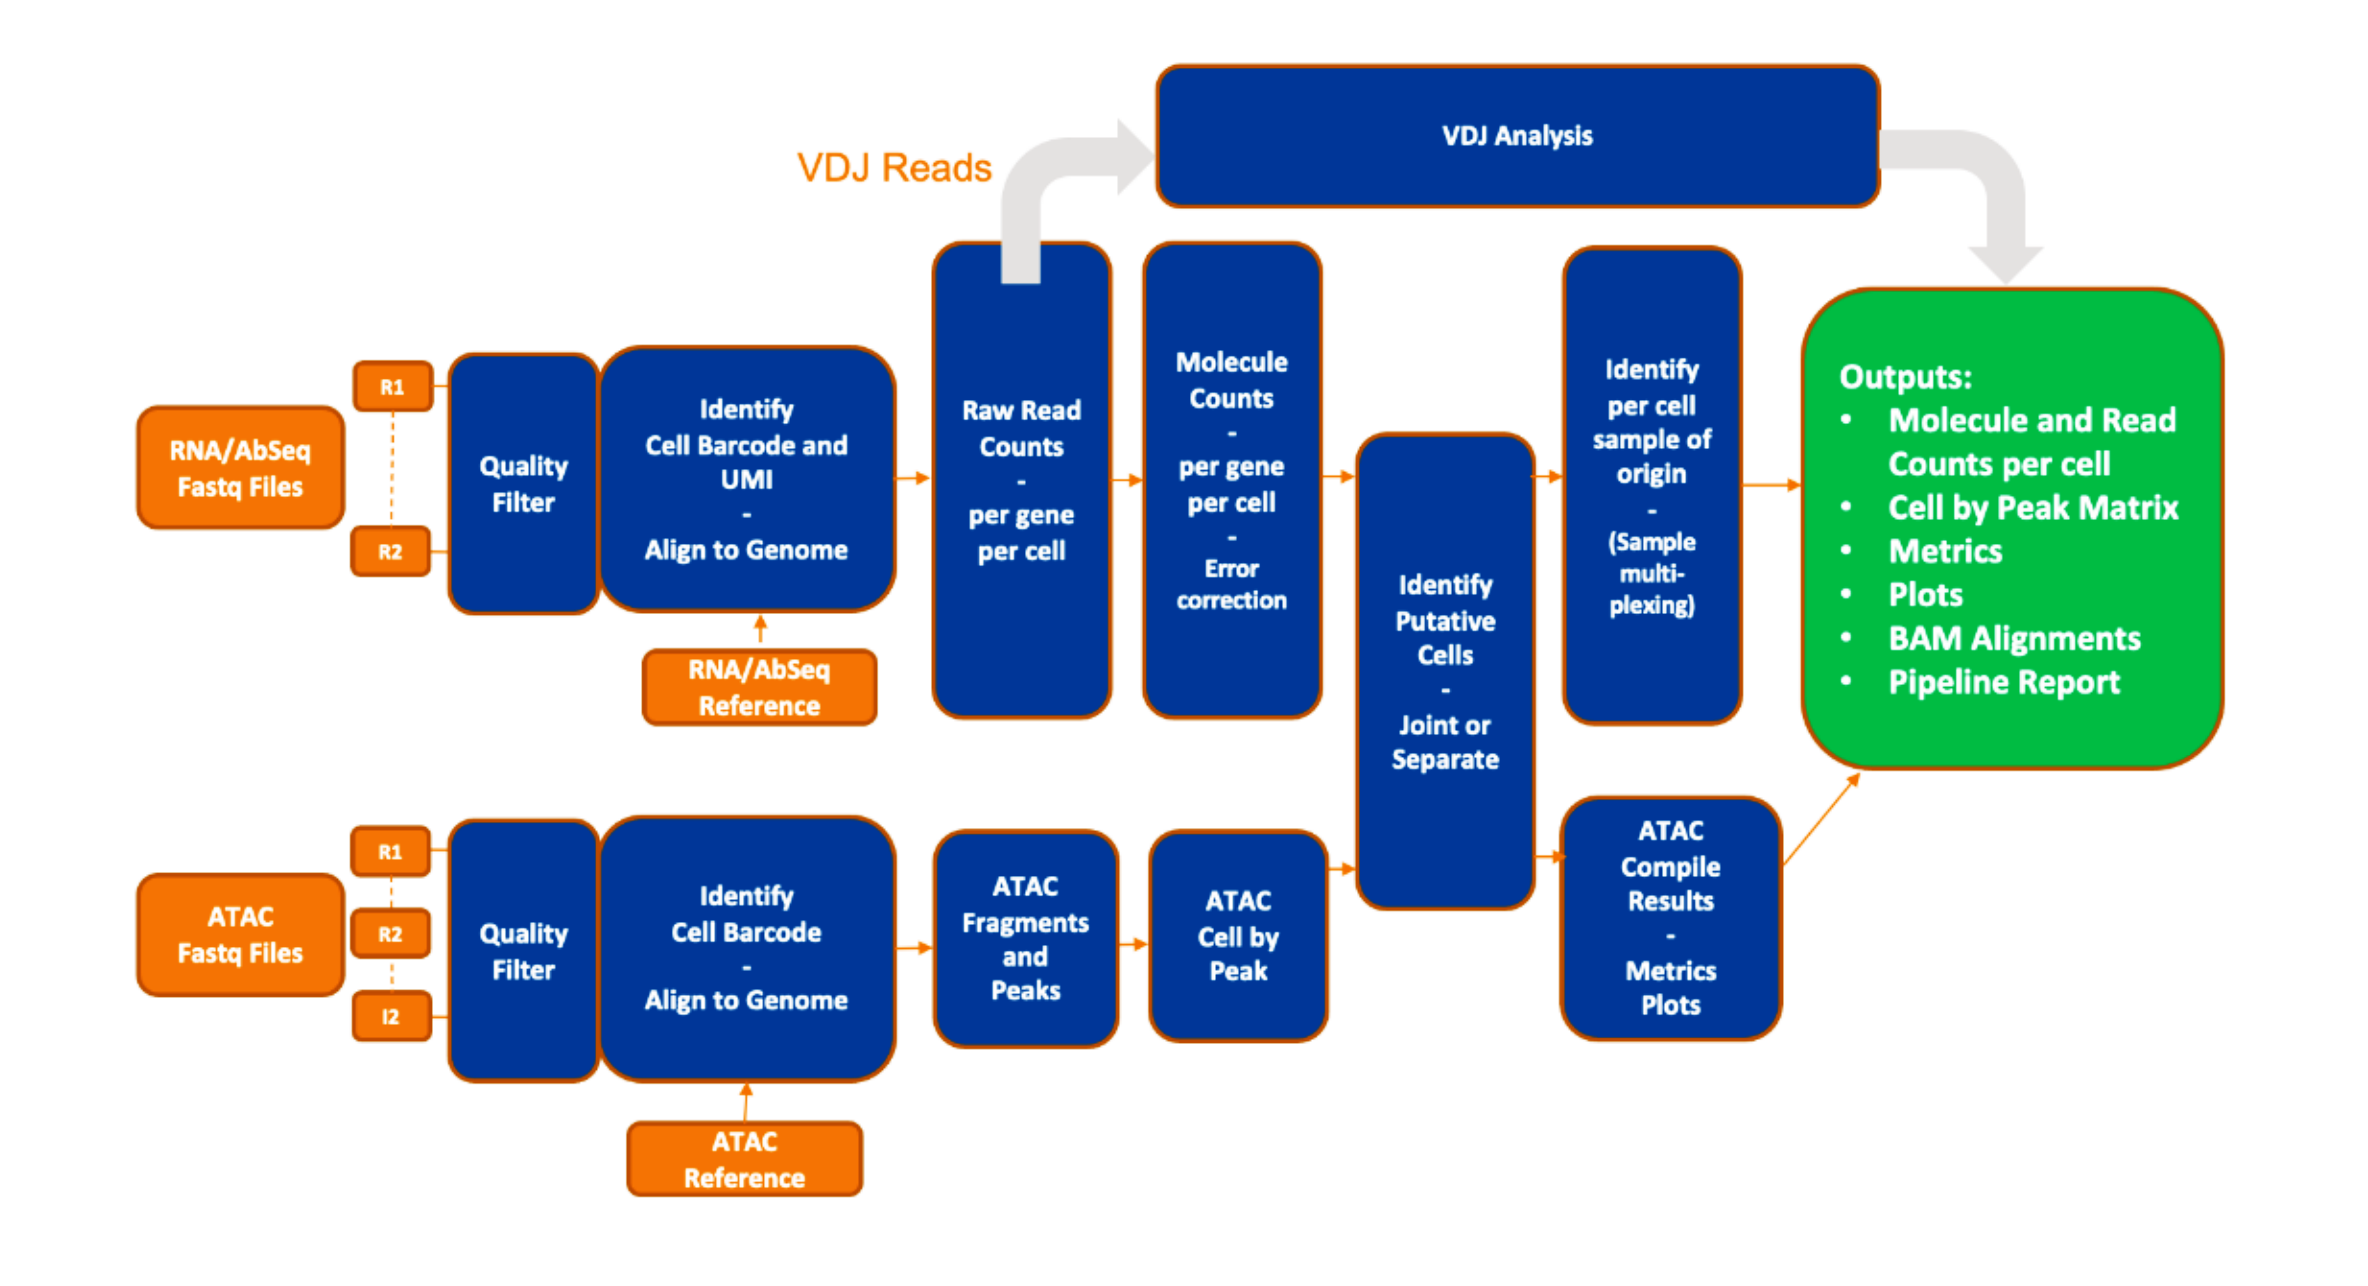 VDJ Analysis
VDJ Reads
RNA/AbSeq
Fastq Files
R1
R2
Quality
Filter
Identify
Cell Barcode and
UMI
-
Align to Genome
RNA/AbSeq
Reference
Raw Read
Counts
-
per gene
per cell
Molecule
Counts
-
per gene
per cell
-
Error
correction
Identify
Putative
Cells
-
Joint or
Separate
Identify
per cell
sample of
origin
-
(Sample
multi-
plexing)
Outputs:
• Molecule and Read
Counts per cell
• Cell by Peak Matrix
• Metrics
• Plots
• BAM Alignments
• Pipeline Report
ATAC
Fastq Files
R1
R2
I2
Quality
Filter
Identify
Cell Barcode
-
Align to Genome
ATAC
Reference
ATAC
Fragments
and
Peaks
ATAC
Cell by
Peak
ATAC
Compile
Results
-
Metrics
Plots